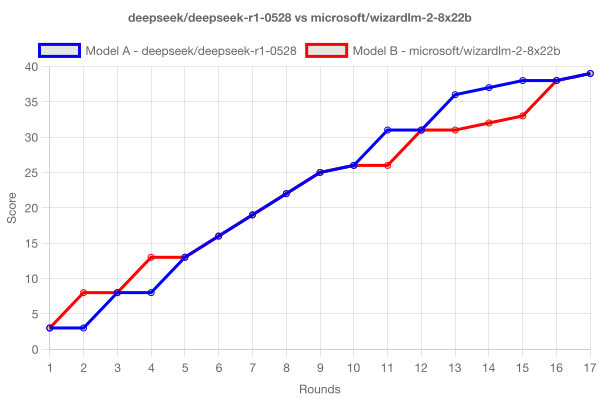 deepseek/deepseek-r1-0528 vs microsoft/wizardlm-2-8x22b
Model A - deepseek/deepseek-r1-0528 Model B - microsoft/wizardlm-2-8x22b
40
35
30
25
20
15
10
5
0
Score
1 2 3 4 5 6 7 8 9 10 11 12 13 14 15 16 17
Rounds